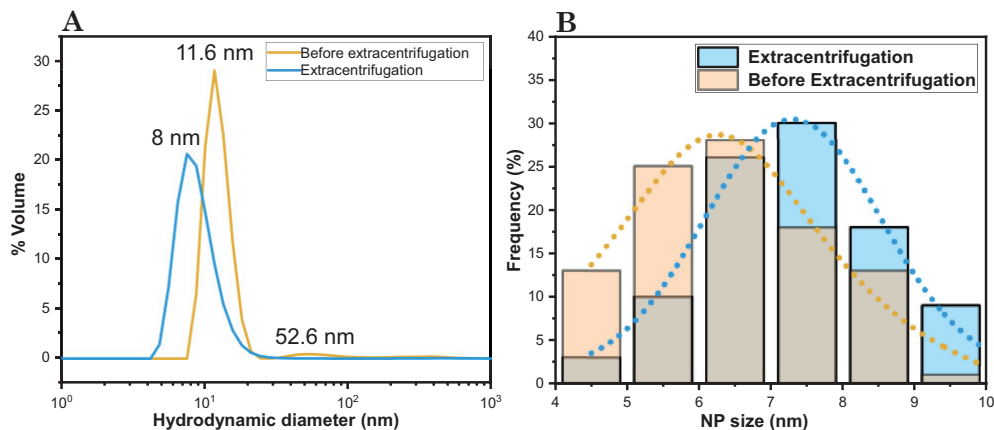 A
11.6 nm
Before extracentrifugation
Extracentrifugation
8 nm
52.6 nm
% Volume
30
25
20
15
10
5
0
10^0
10^1
10^2
10^3
Hydrodynamic diameter (nm)
B
Extracentrifugation
Before Extracentrifugation
Frequency (%)
40
35
30
25
20
15
10
5
0
4
5
6
7
8
9
10
NP size (nm)